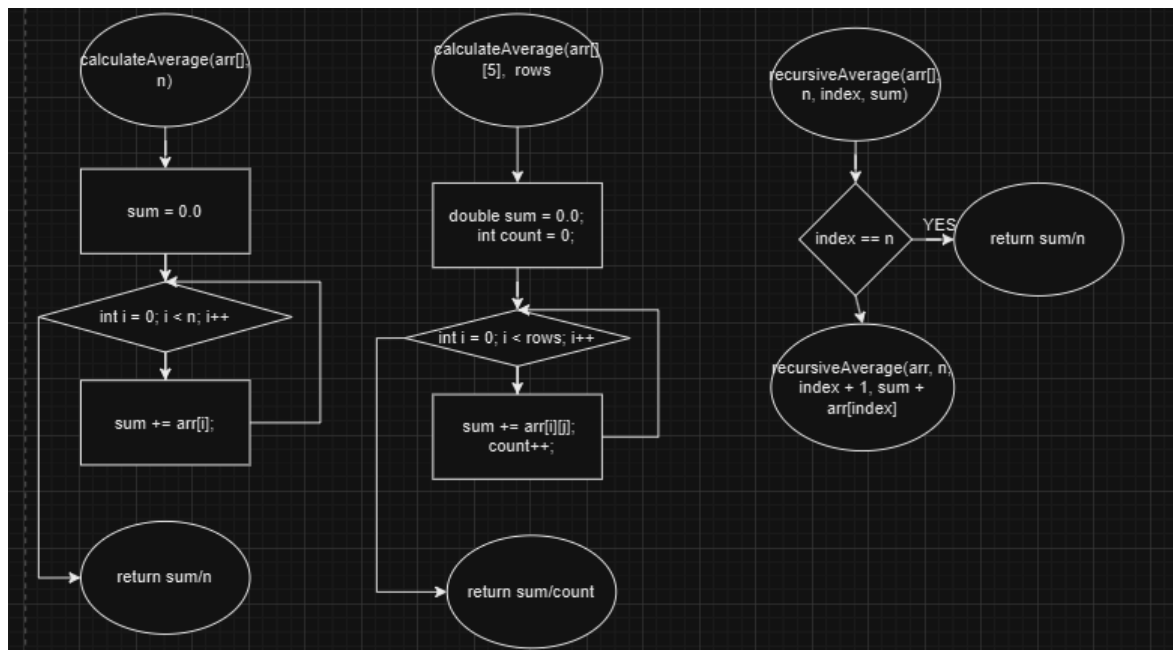 calculateAverage(arr[],
n)
sum = 0.0
int i = 0; i < n; i++
sum += arr[i];
return sum/n
calculateAverage(arr[]
[5], rows
double sum = 0.0;
int count = 0;
int i = 0; i < rows; i++
sum += arr[i][j];
count++;
return sum/count
recursiveAverage(arr[],
n, index, sum)
index == n
YES
return sum/n
recursiveAverage(arr, n,
index + 1, sum +
arr[index]